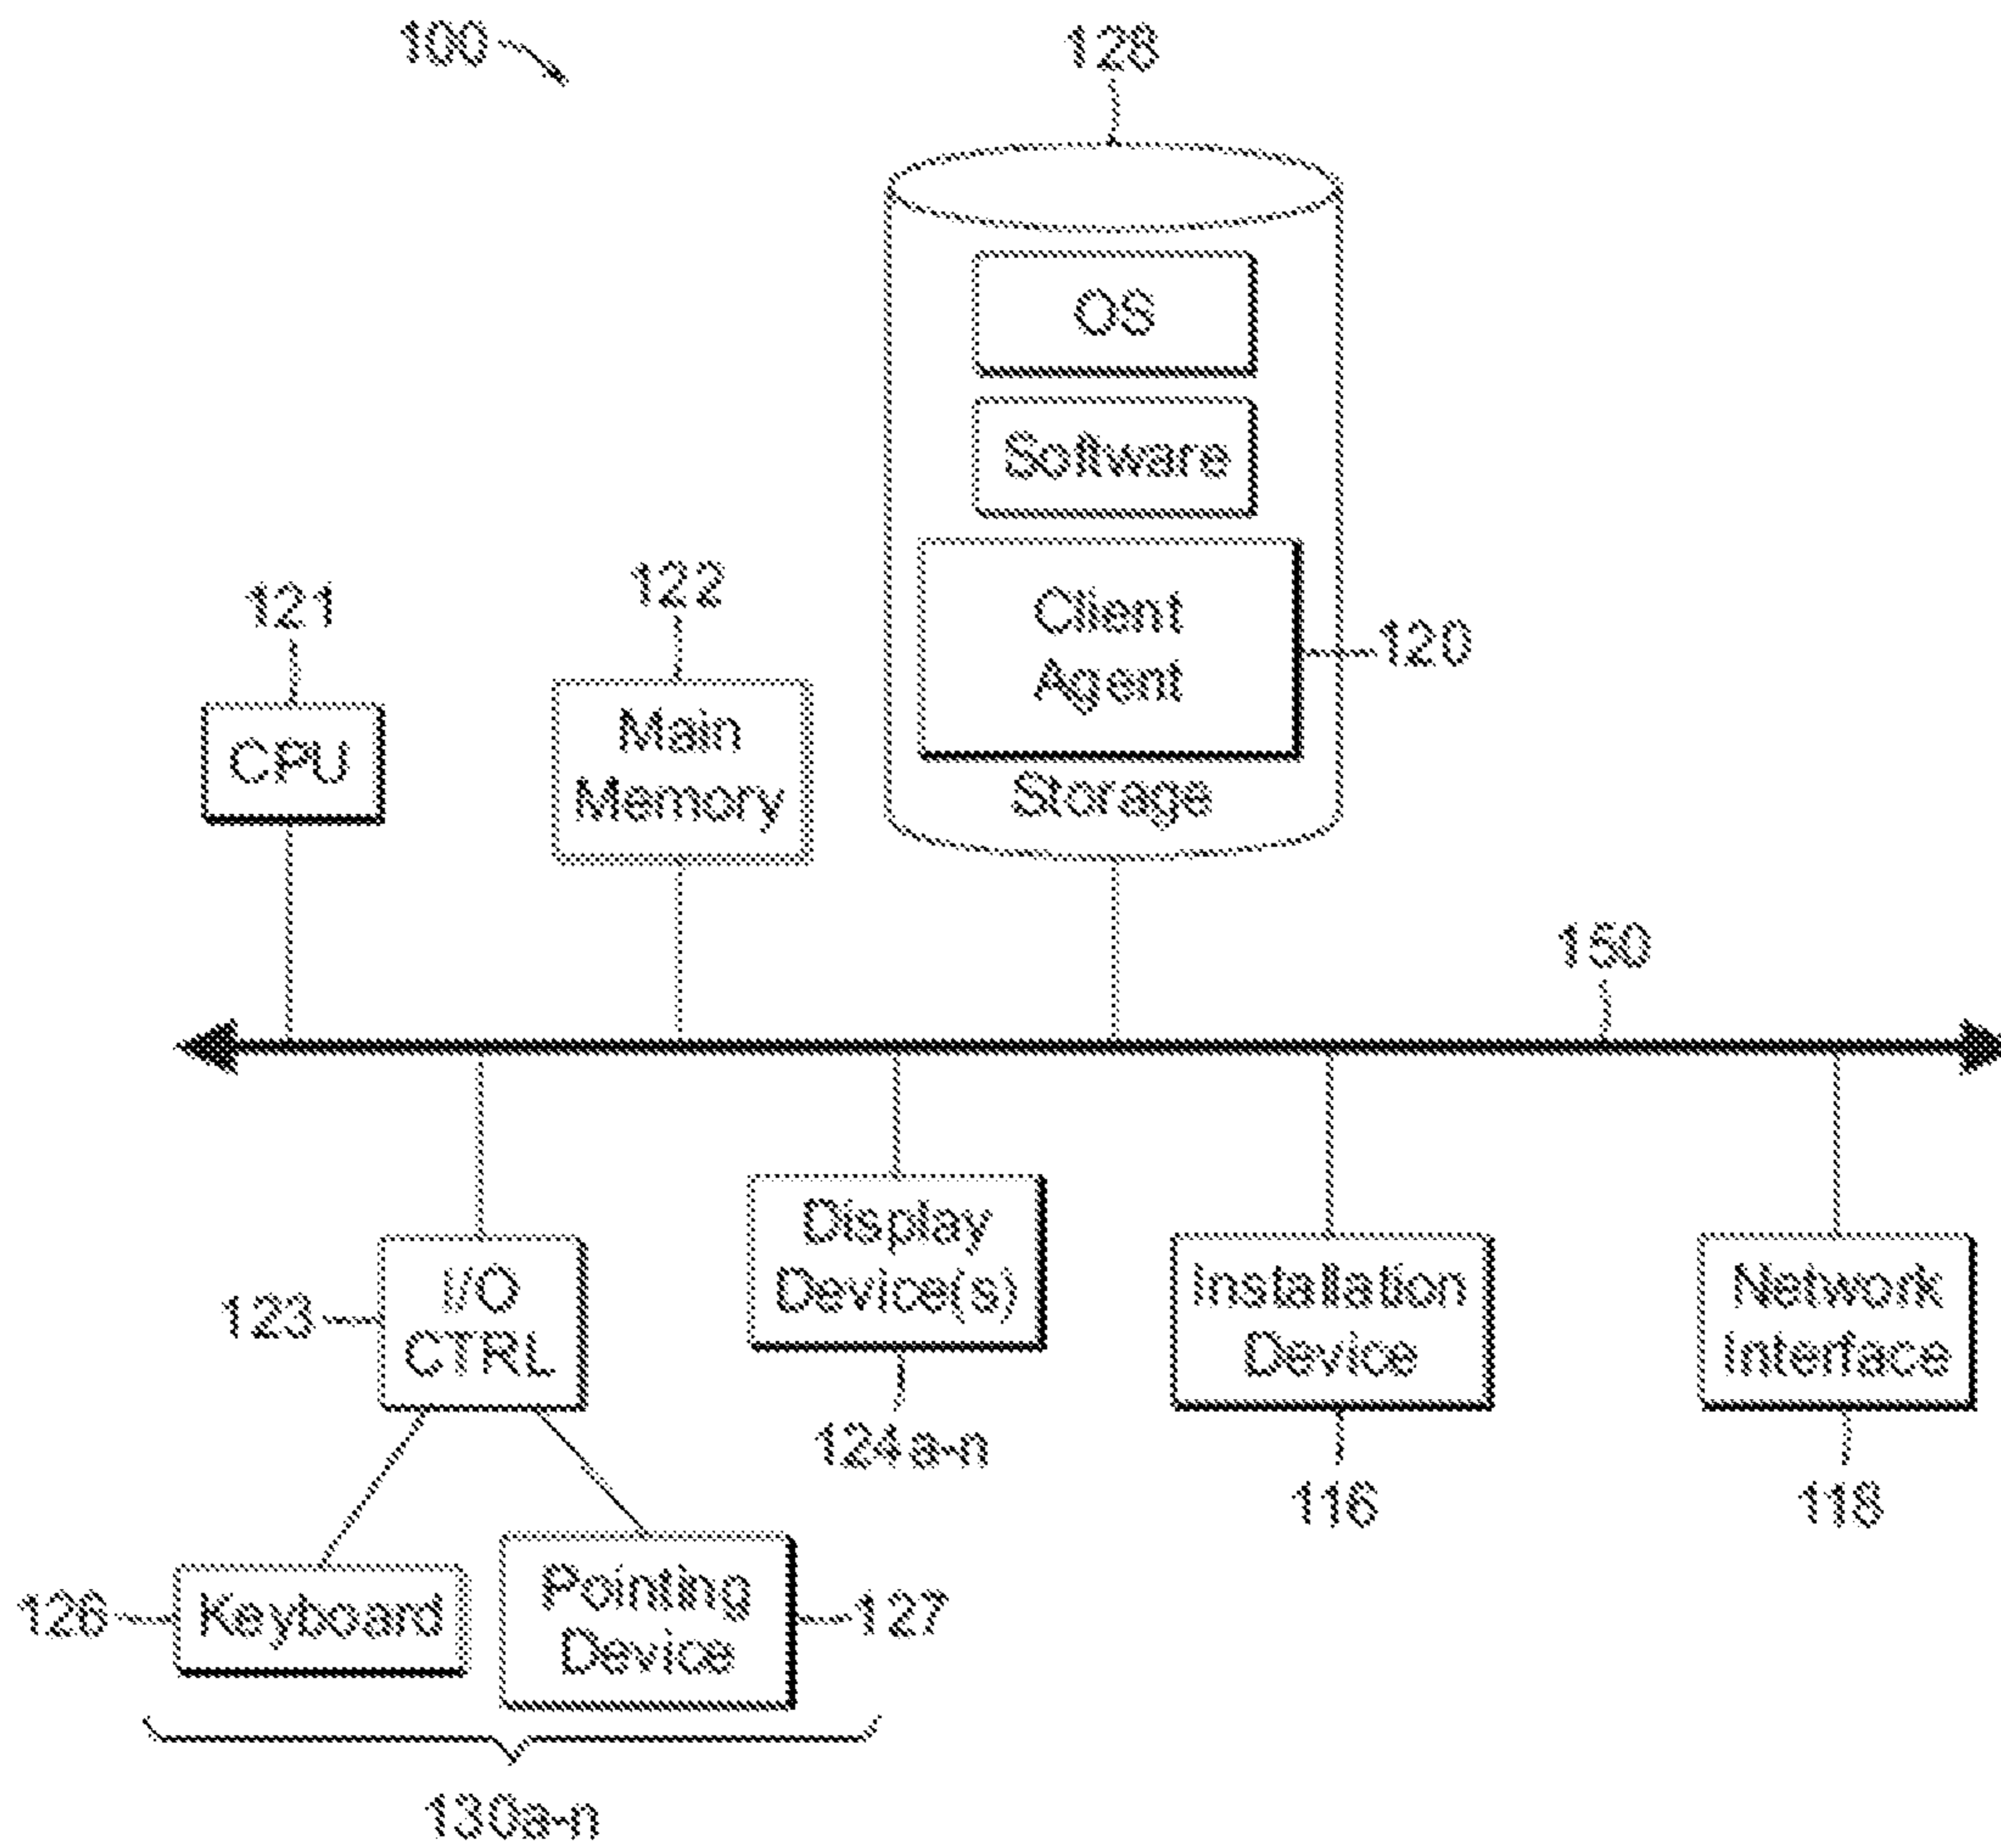 100
128
OS
Software
Client
Agent
120
Storage
121
CPU
122
Main
Memory
150
123
I/O
CTRL
Display
Device(s)
124a-n
Installation
Device
116
Network
Interface
118
126
Keyboard
Pointing
Device
127
130a-n